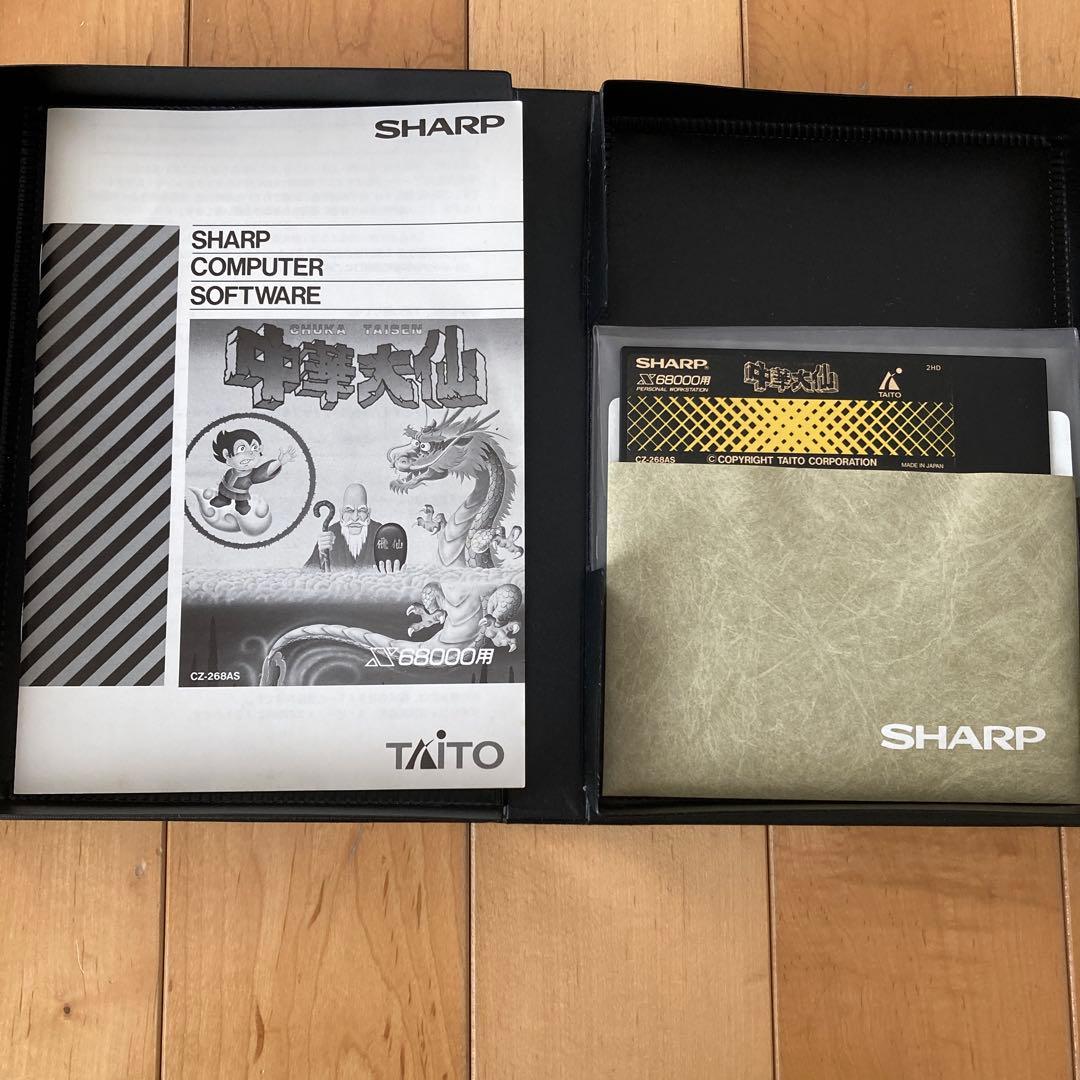 SHARP
SHARP
COMPUTER
SOFTWARE
CHUKA TAISEN
中華大仙
飛仙
X68000用
CZ-268AS
TAITO
SHARP
X68000用
PERSONAL WORKSTATION
中華大仙
TAITO
2HD
CZ-268AS
© COPYRIGHT TAITO CORPORATION
MADE IN JAPAN
SHARP